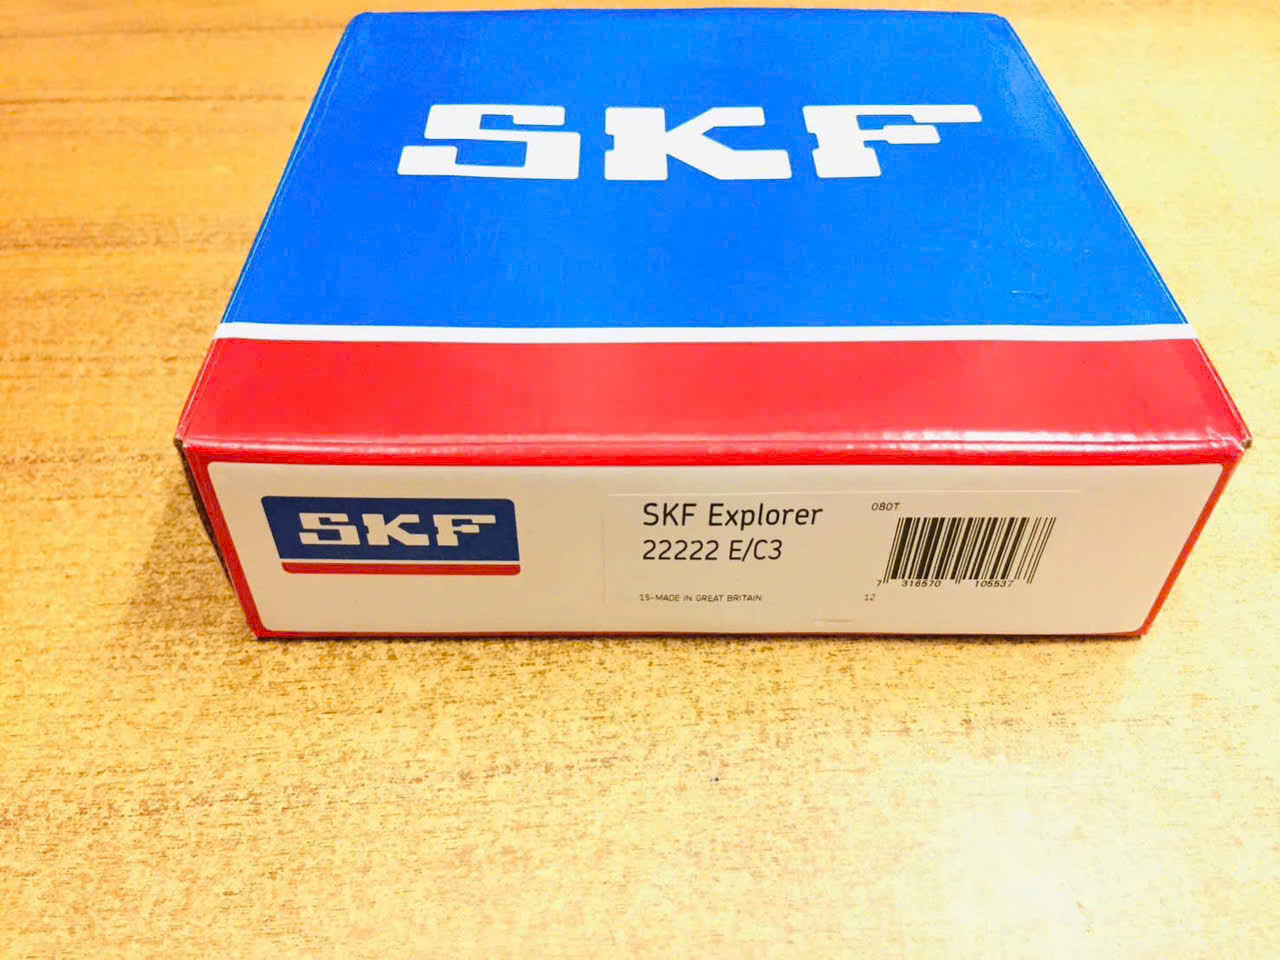 SKF
SKF
SKF Explorer
22222 E/C3
15-MADE IN GREAT BRITAIN
080T
7 316570 105537
12